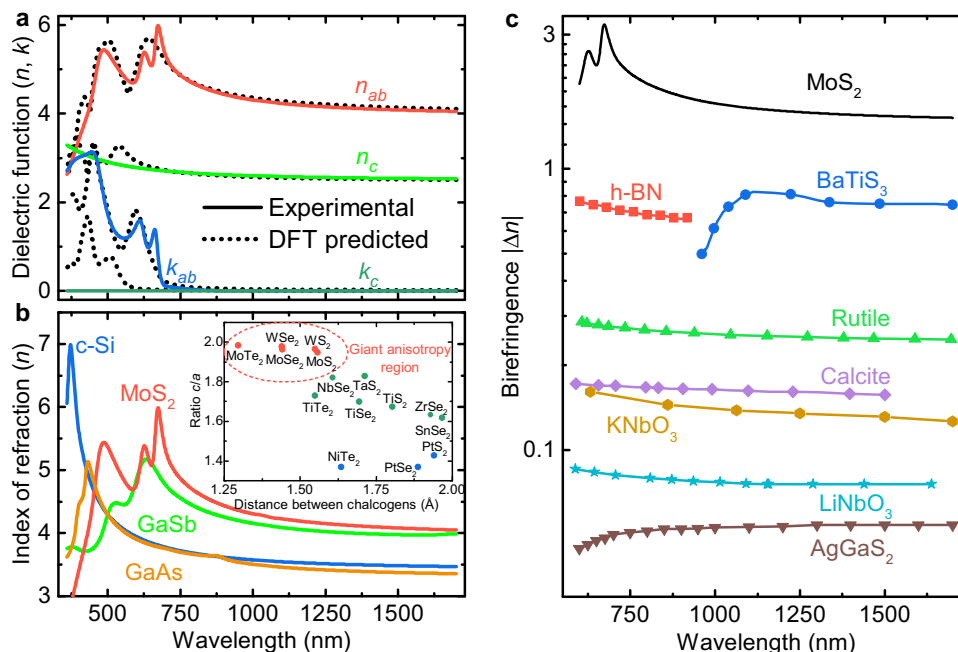 a
Dielectric function (n, k)
6
4
2
0
n_ab
n_c
Experimental
DFT predicted
k_ab
k_c
b
Index of refraction (n)
7
6
5
4
3
c-Si
MoS2
GaSb
GaAs
500 750 1000 1250 1500
Wavelength (nm)
Ratio c/a
2.0
1.8
1.6
1.4
WSe2 WS2
MoTe2 MoSe2 MoS2
Giant anisotropy
region
NbSe2 TaS2
TiTe2 TiSe2 TiS2
ZrSe2
SnSe2
PtS2
NiTe2 PtSe2
1.25 1.50 1.75 2.00
Distance between chalcogens (Å)
c
Birefringence |Δn|
3
1
0.1
MoS2
h-BN
BaTiS3
Rutile
Calcite
KNbO3
LiNbO3
AgGaS2
750 1000 1250 1500
Wavelength (nm)